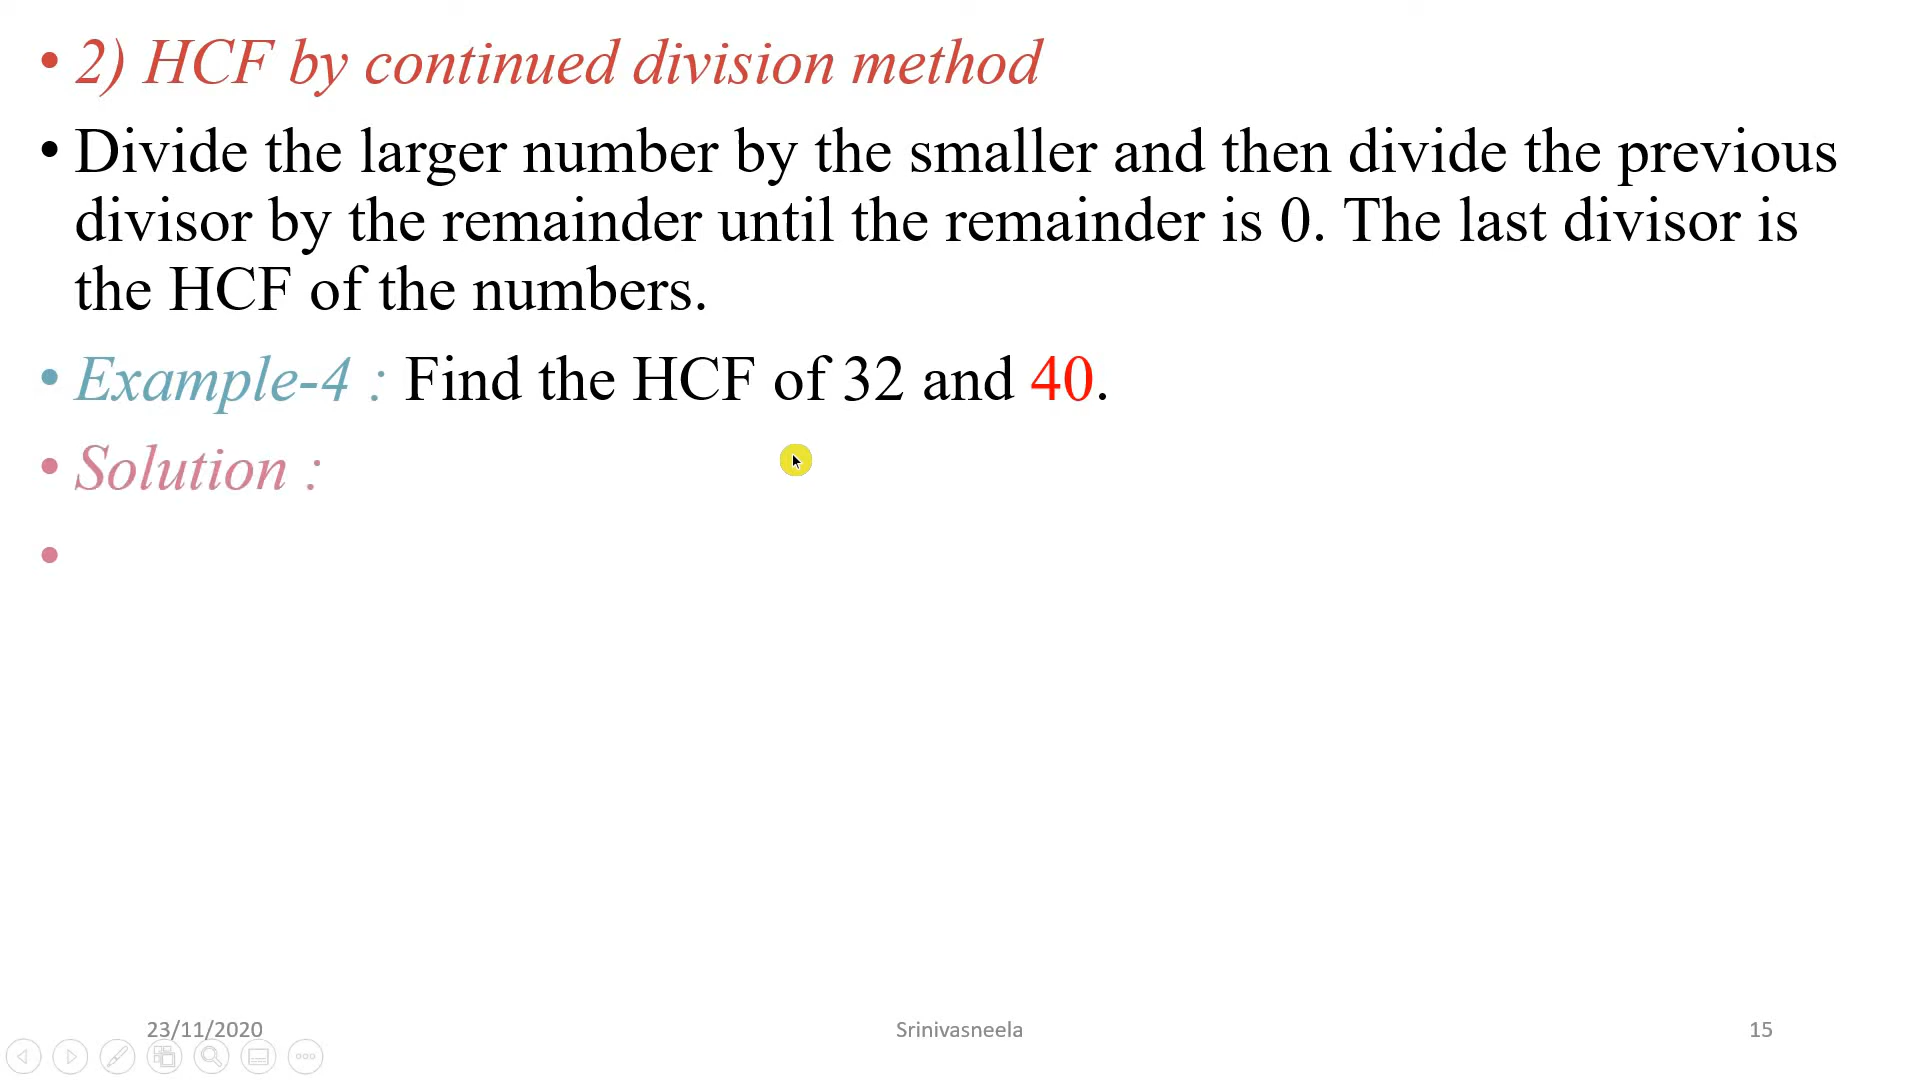 • 2) HCF by continued division method
• Divide the larger number by the smaller and then divide the previous
divisor by the remainder until the remainder is 0. The last divisor is
the HCF of the numbers.
• Example-4 : Find the HCF of 32 and 40.
• Solution :
•
23/11/2020
Srinivasneela
15